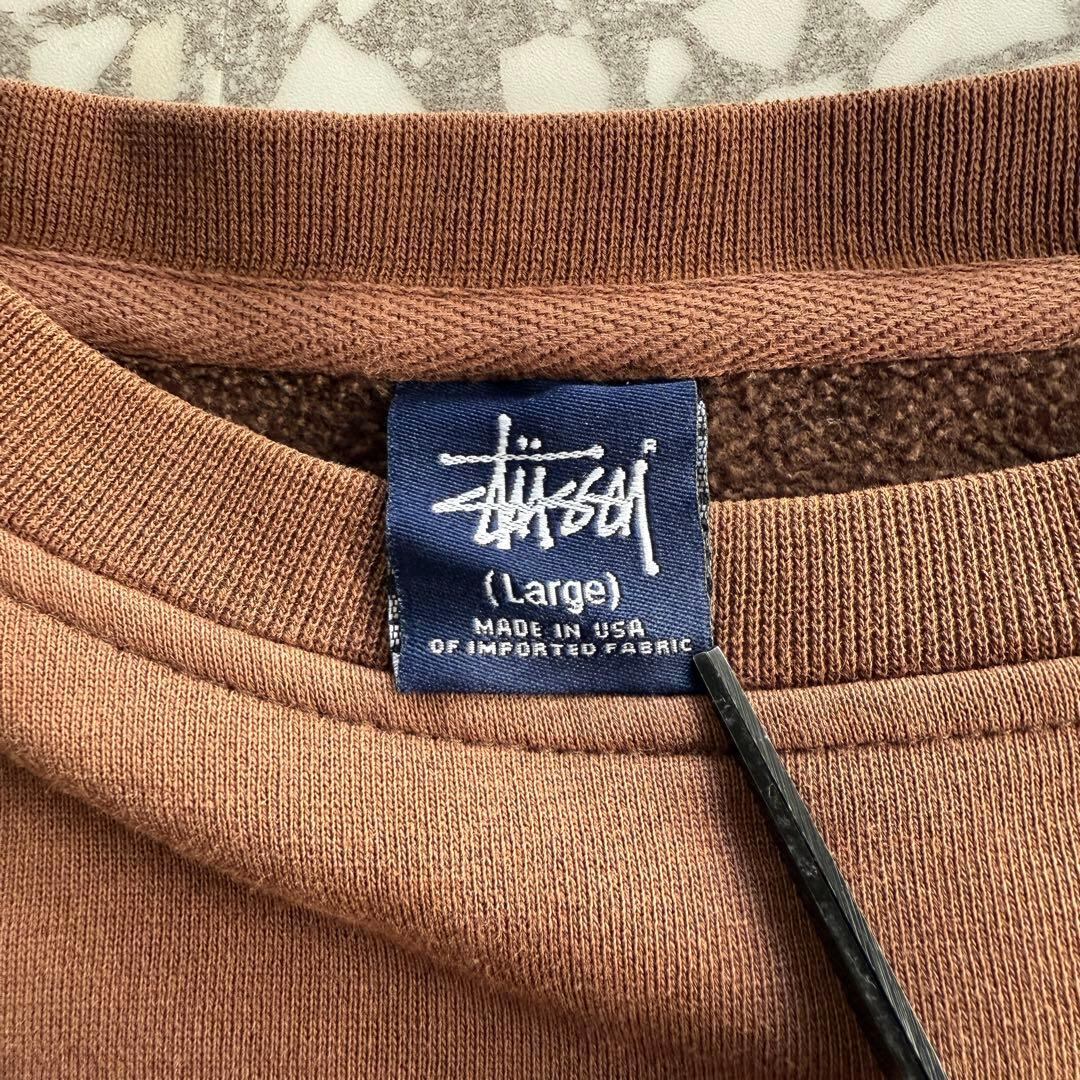 Stüssy R
(Large)
MADE IN USA
OF IMPORTED FABRIC